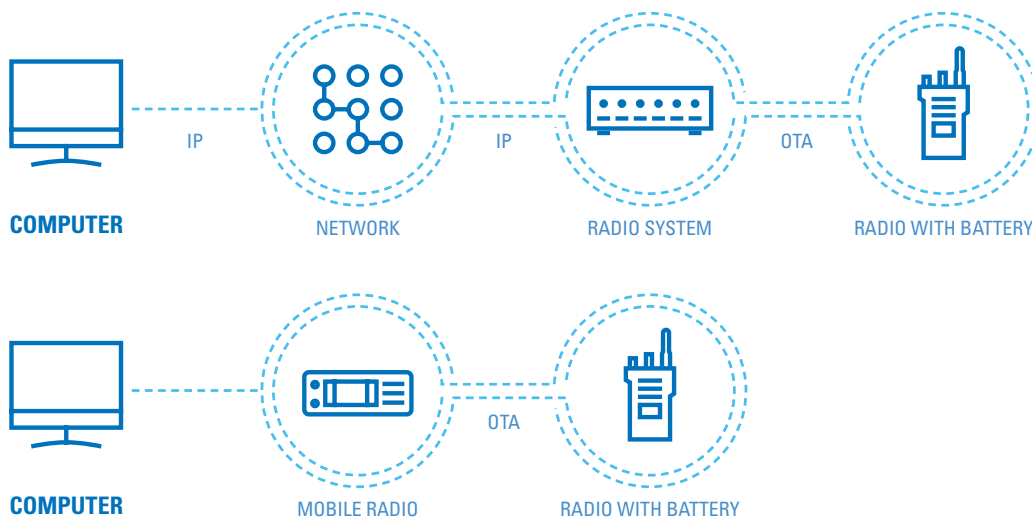 IP
IP
OTA
COMPUTER
NETWORK
RADIO SYSTEM
RADIO WITH BATTERY
OTA
COMPUTER
MOBILE RADIO
RADIO WITH BATTERY